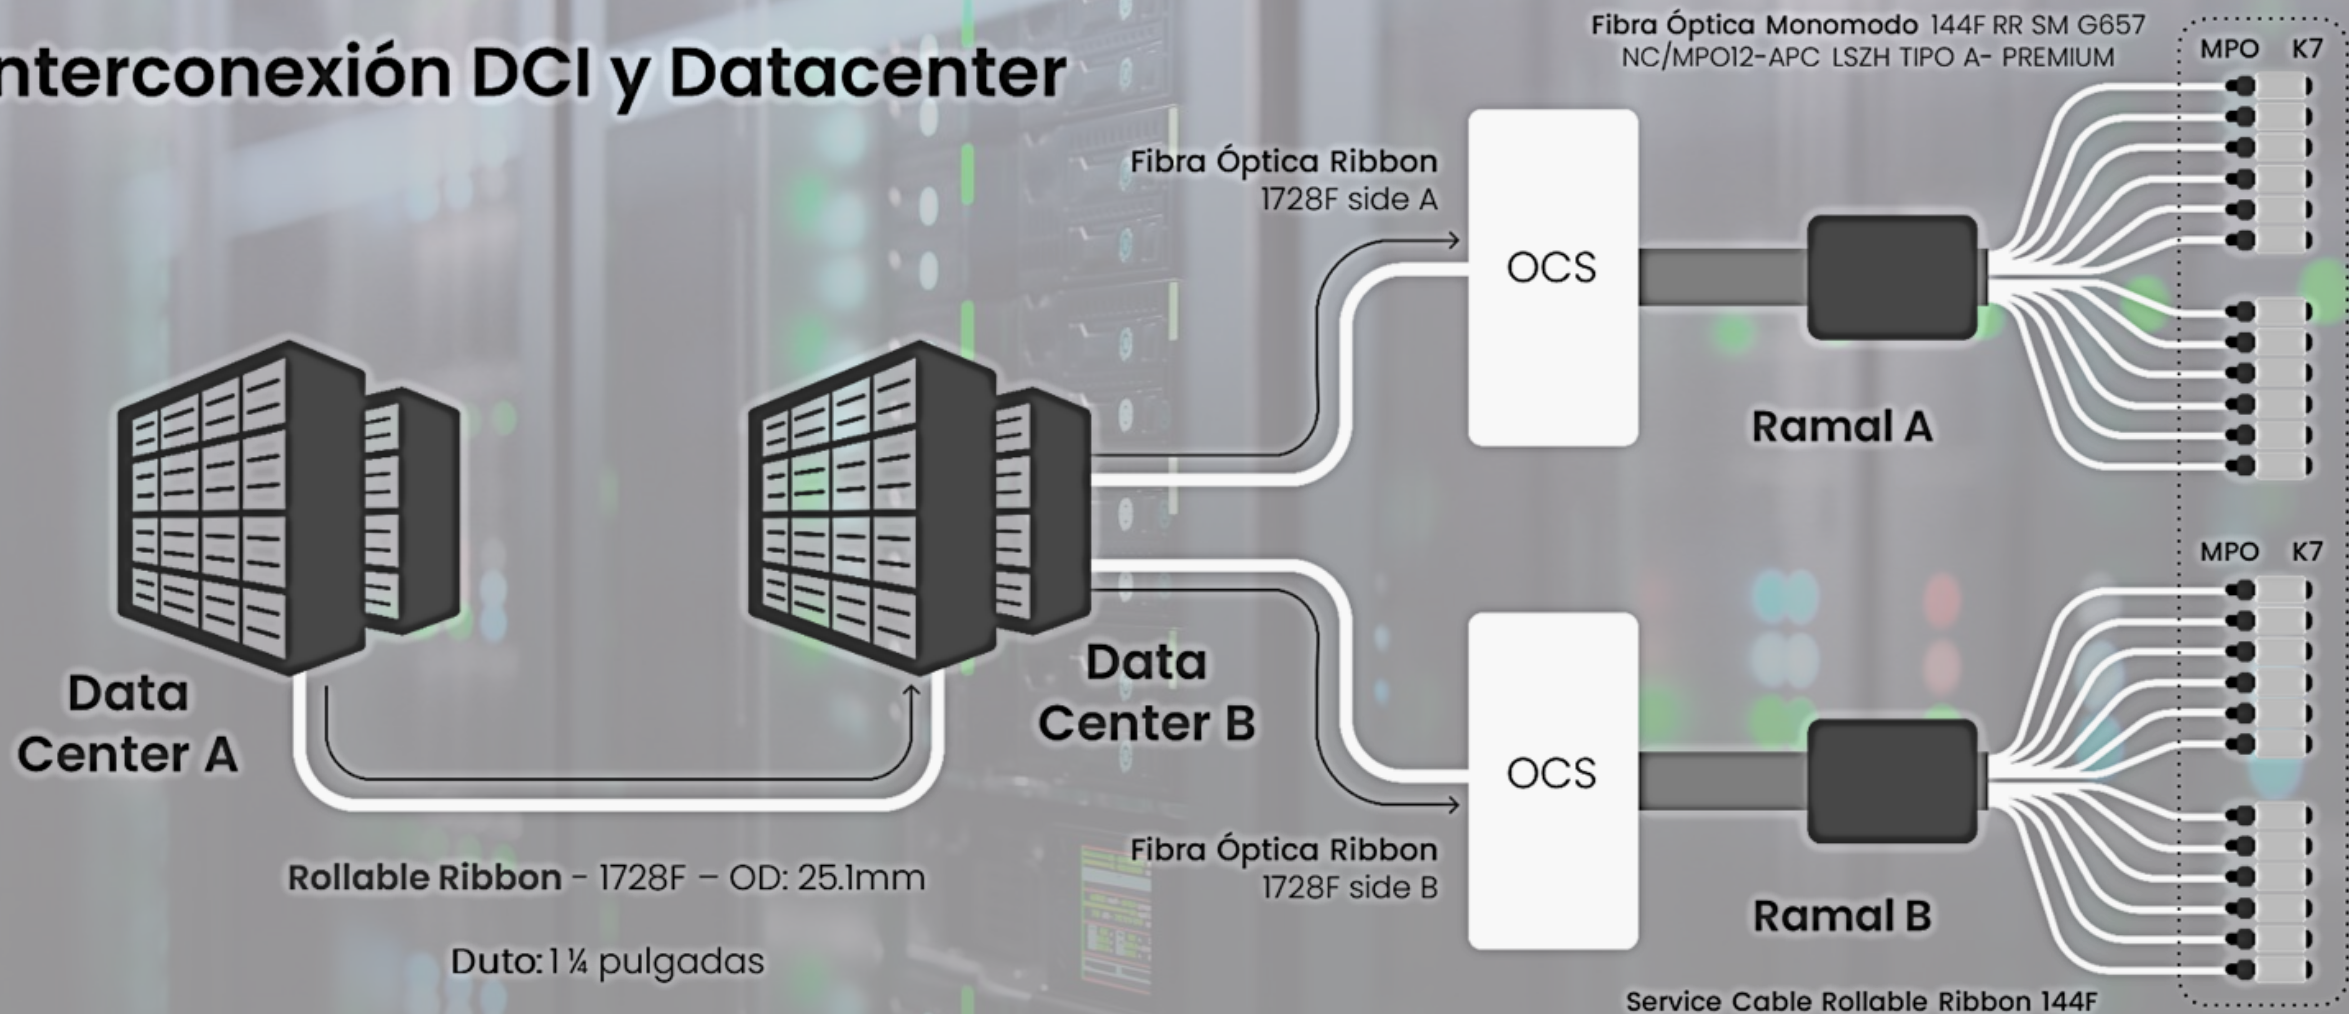 nterconexión DCI y Datacenter
Fibra Óptica Monomodo 144F RR SM G657
NC/MPO12-APC LSZH TIPO A- PREMIUM
MPO K7
Fibra Óptica Ribbon
1728F side A
OCS
Ramal A
Data
Center A
Data
Center B
Rollable Ribbon - 1728F – OD: 25.1mm
Duto: 1 ¼ pulgadas
MPO K7
OCS
Fibra Óptica Ribbon
1728F side B
Ramal B
Service Cable Rollable Ribbon 144F